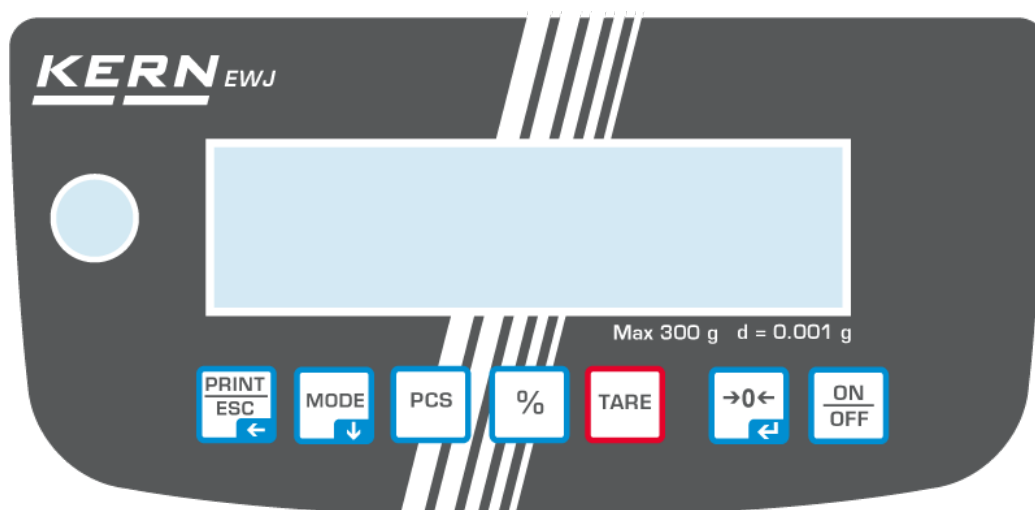 KERN EWJ
Max 300 g d = 0.001 g
PRINT
ESC
MODE
PCS
%
TARE
→0←
ON
OFF